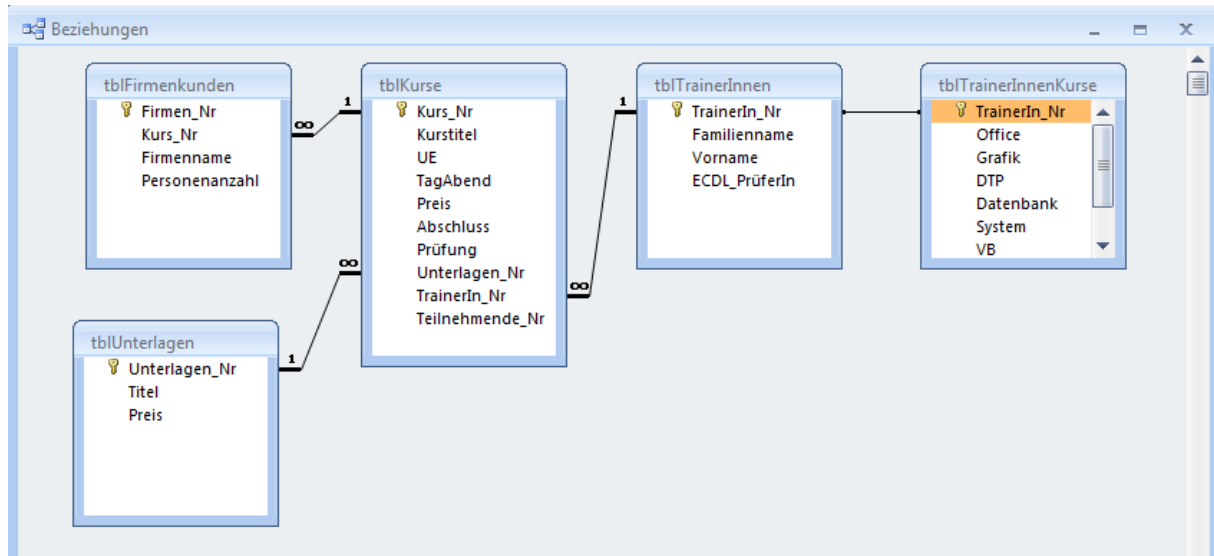 Beziehungen
tblFirmenkunden
Firmen_Nr
Kurs_Nr
Firmenname
Personenanzahl
tblKurse
Kurs_Nr
Kurstitel
UE
TagAbend
Preis
Abschluss
Prüfung
Unterlagen_Nr
TrainerIn_Nr
Teilnehmende_Nr
tblTrainerInnen
TrainerIn_Nr
Familienname
Vorname
ECDL_PrüferIn
tblTrainerInnenKurse
TrainerIn_Nr
Office
Grafik
DTP
Datenbank
System
VB
tblUnterlagen
Unterlagen_Nr
Titel
Preis
∞
1
∞
1
1
∞